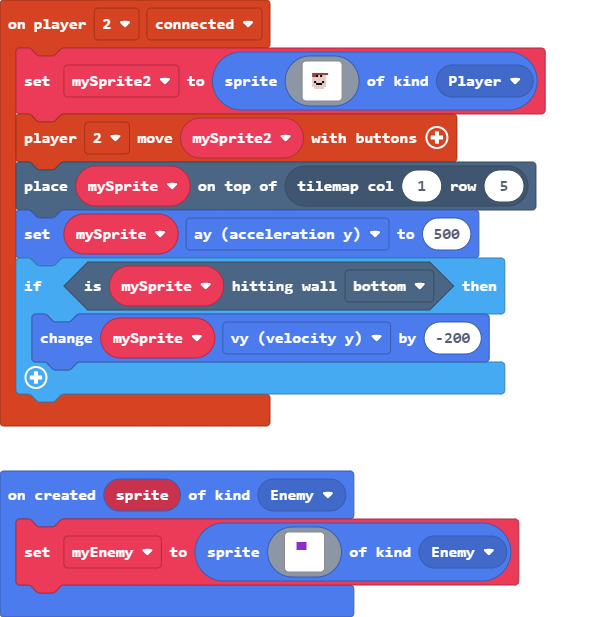 on player 2 connected
set mySprite2 to sprite of kind Player
player 2 move mySprite2 with buttons
place mySprite on top of tilemap col 1 row 5
set mySprite ay (acceleration y) to 500
if is mySprite hitting wall bottom then
change mySprite vy (velocity y) by -200
on created sprite of kind Enemy
set myEnemy to sprite of kind Enemy